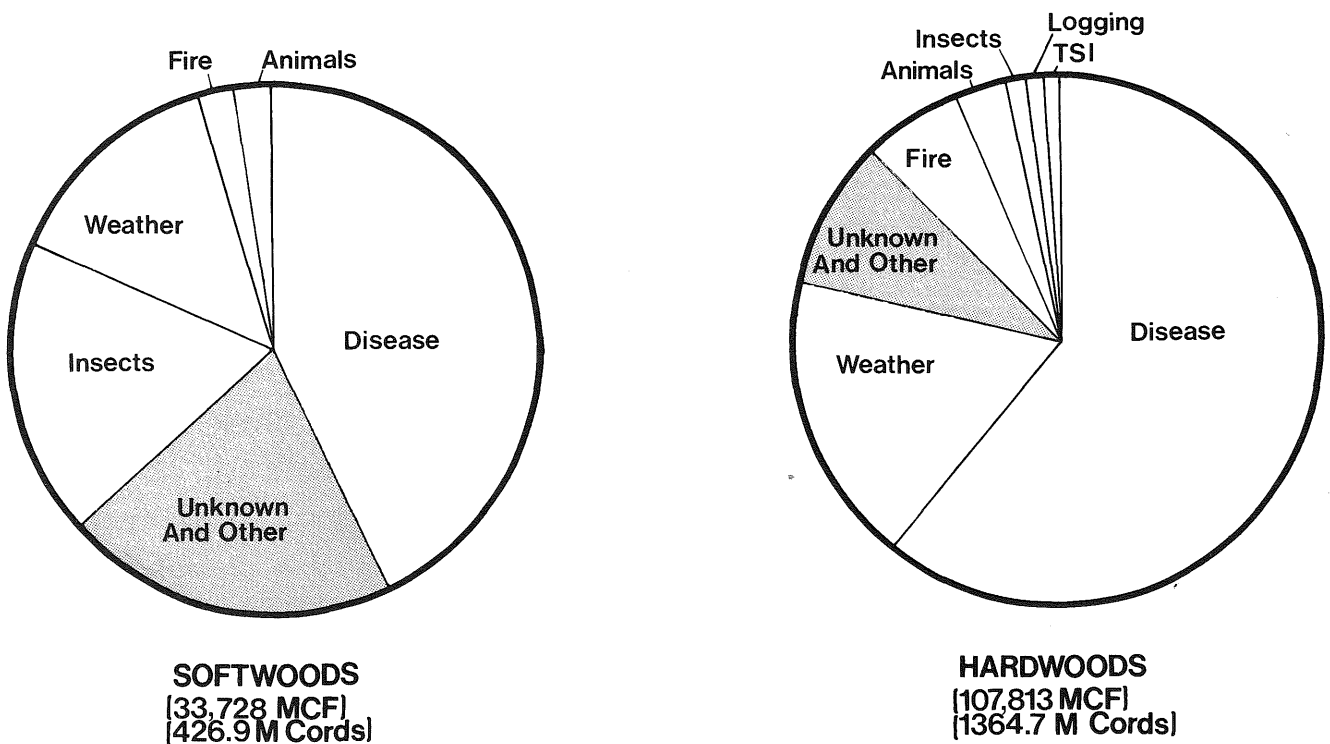 Fire
Animals
Weather
Disease
Insects
Unknown
And Other
SOFTWOODS
(33,728 MCF)
(426.9 M Cords)
Logging
Insects
TSI
Animals
Fire
Unknown
And Other
Disease
Weather
HARDWOODS
(107,813 MCF)
(1364.7 M Cords)